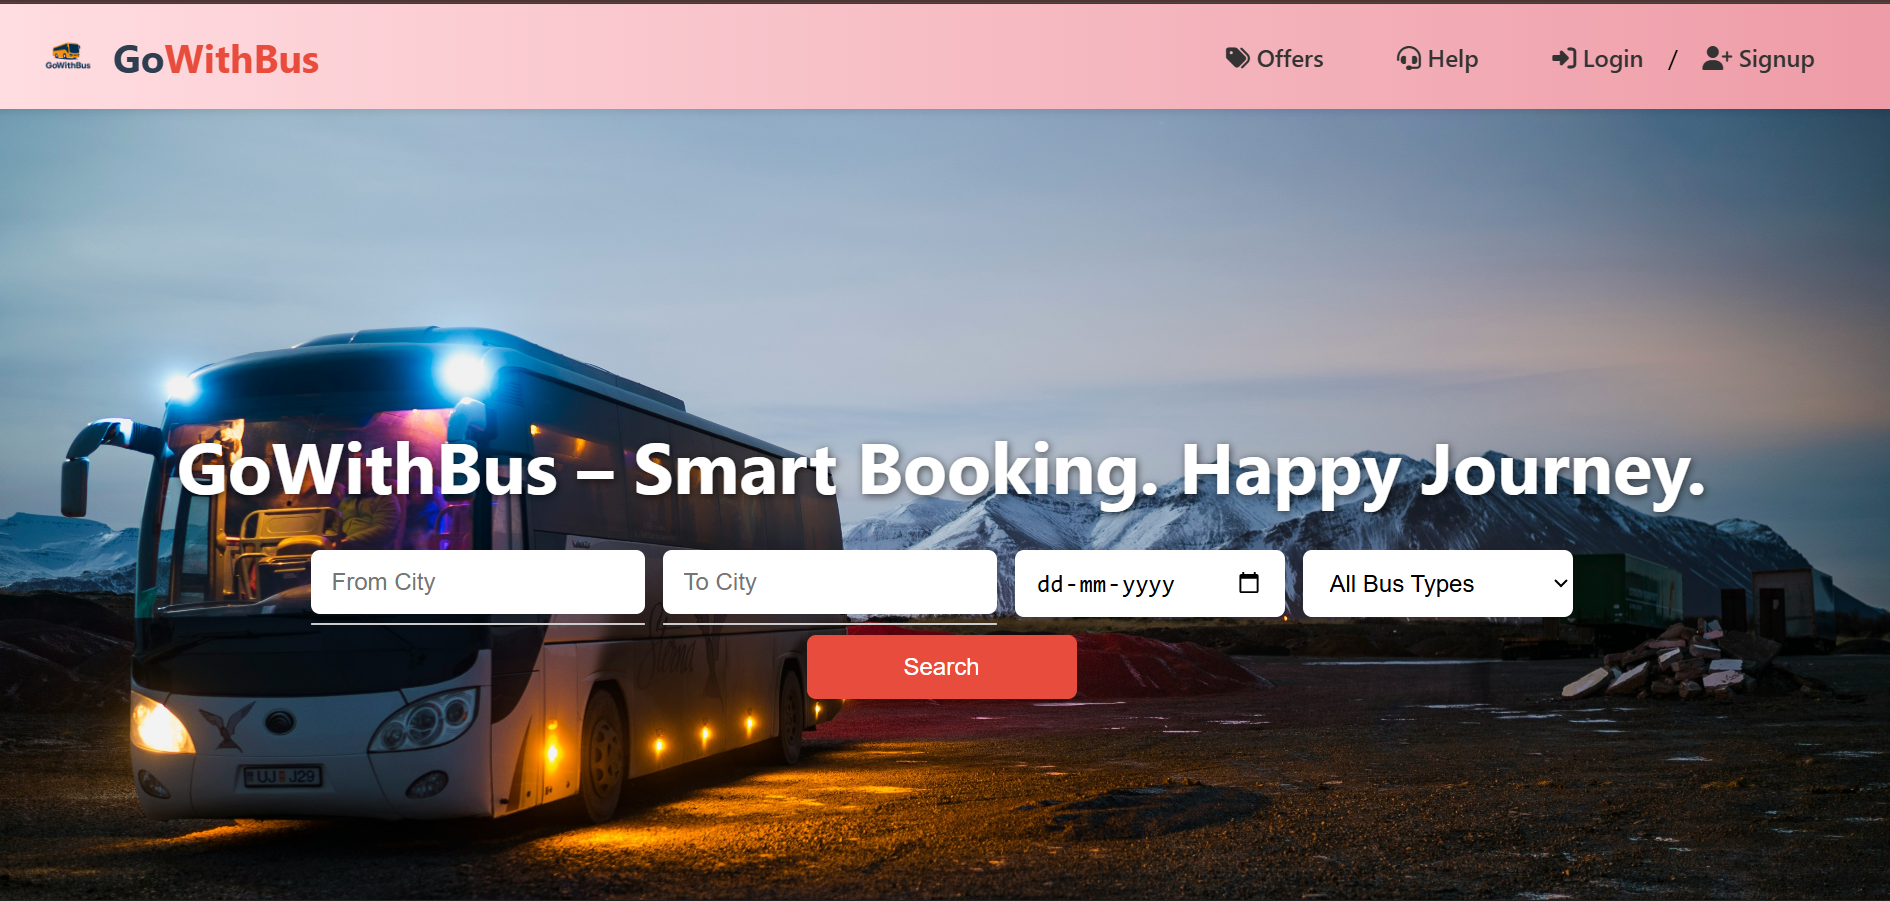 GoWithBus
GoWithBus
Offers
Help
Login / Signup
GoWithBus – Smart Booking. Happy Journey.
From City
To City
dd-mm-yyyy
All Bus Types
Search
UJ J29